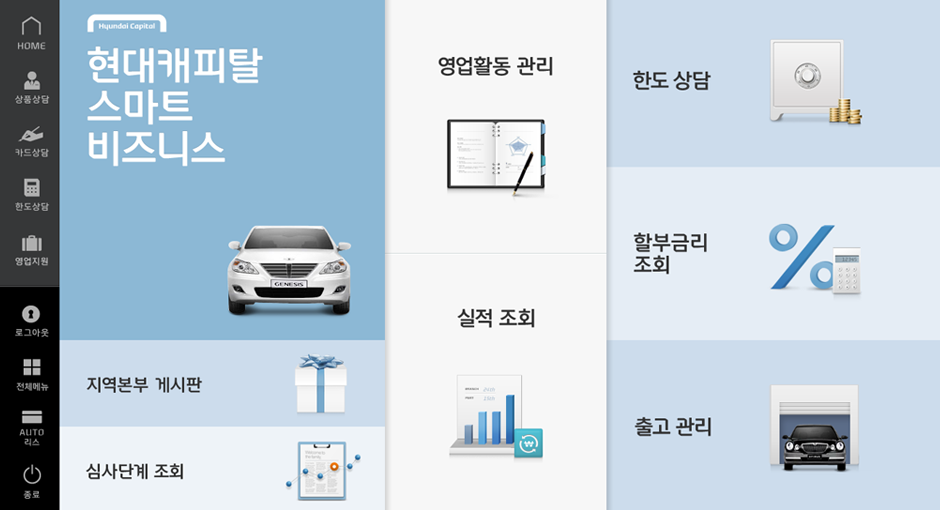 HOME
상품상담
카드상담
한도상담
영업지원
로그아웃
전체메뉴
AUTO
리스
종료
Hyundai Capital
현대캐피탈
스마트
비즈니스
GENESIS
지역본부 게시판
심사단계 조회
영업활동 관리
실적 조회
한도 상담
할부금리
조회
출고 관리